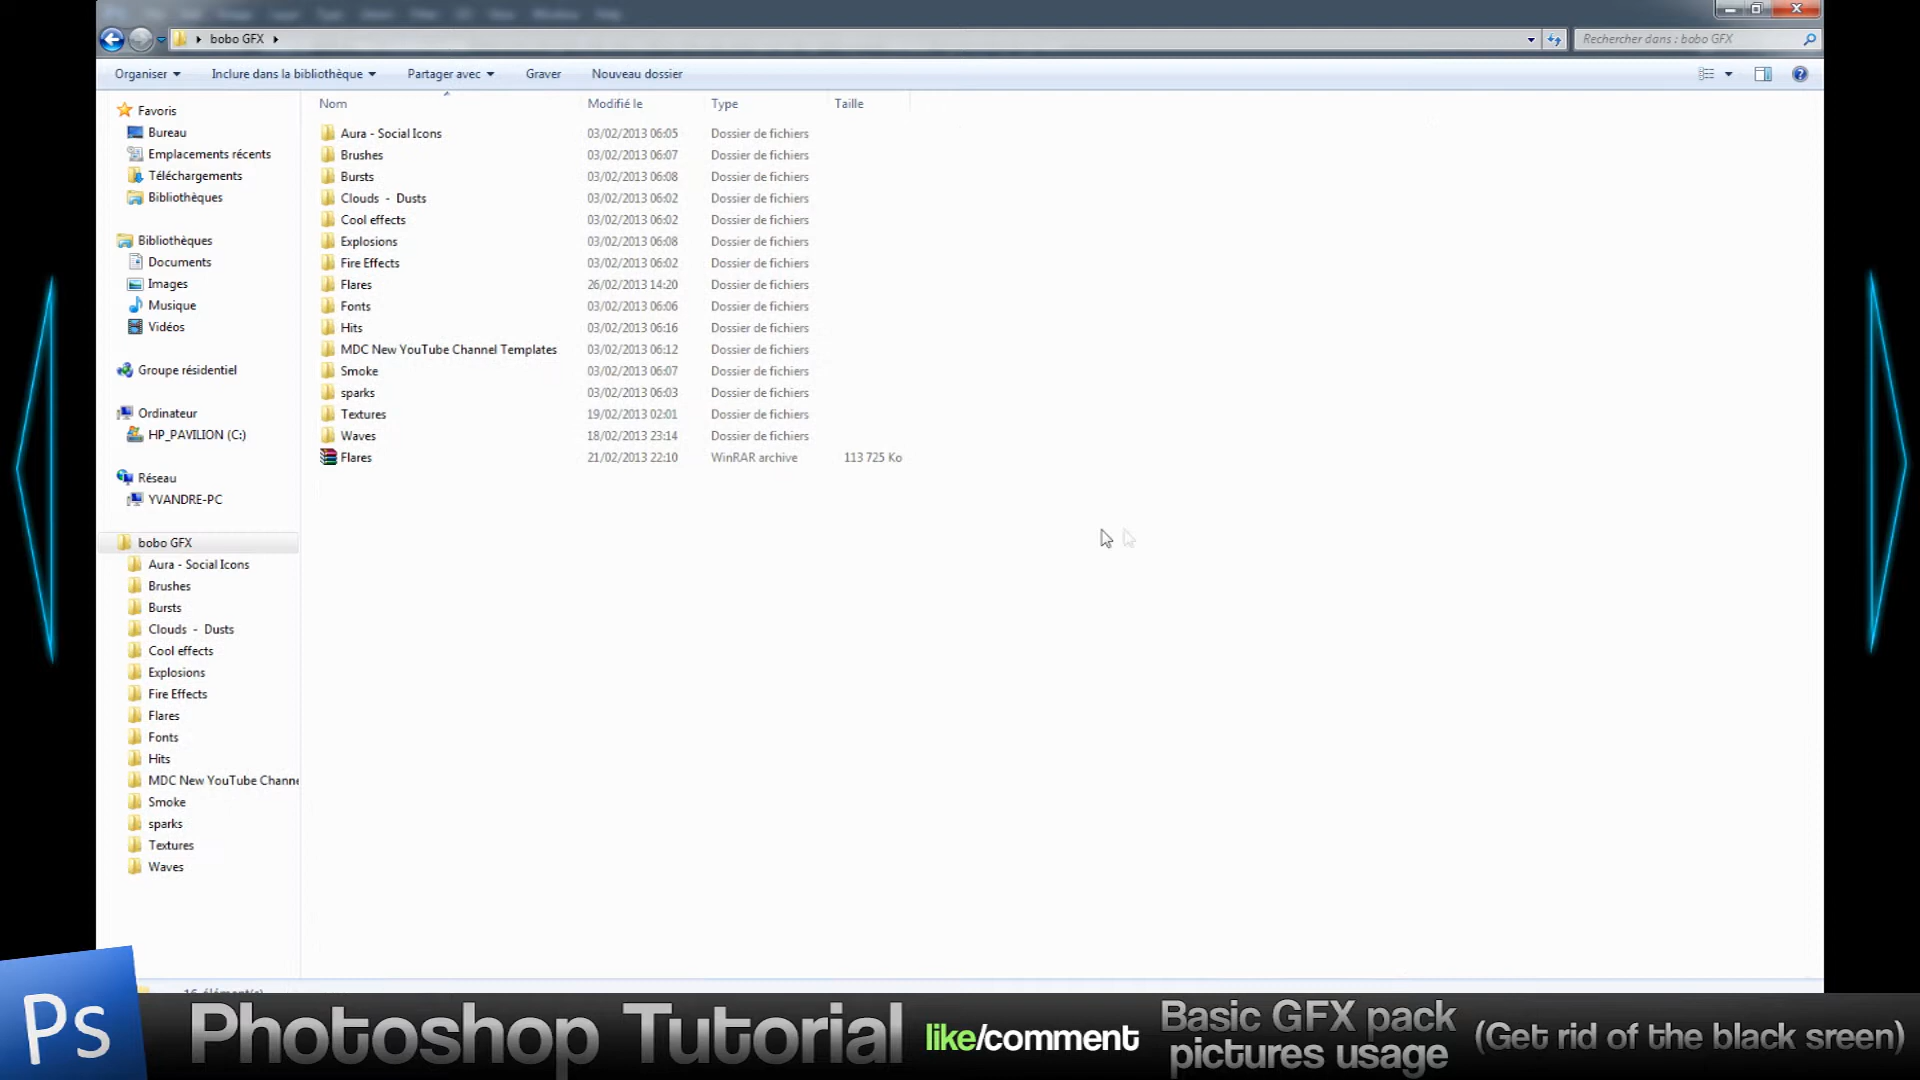 bobo GFX
Rechercher dans : bobo GFX
Organiser Inclure dans la bibliothèque Partager avec Graver Nouveau dossier
Nom Modifié le Type Taille
Aura - Social Icons 03/02/2013 06:05 Dossier de fichiers
Brushes 03/02/2013 06:07 Dossier de fichiers
Bursts 03/02/2013 06:08 Dossier de fichiers
Clouds - Dusts 03/02/2013 06:02 Dossier de fichiers
Cool effects 03/02/2013 06:02 Dossier de fichiers
Explosions 03/02/2013 06:08 Dossier de fichiers
Fire Effects 03/02/2013 06:02 Dossier de fichiers
Flares 26/02/2013 14:20 Dossier de fichiers
Fonts 03/02/2013 06:06 Dossier de fichiers
Hits 03/02/2013 06:16 Dossier de fichiers
MDC New YouTube Channel Templates 03/02/2013 06:12 Dossier de fichiers
Smoke 03/02/2013 06:07 Dossier de fichiers
sparks 03/02/2013 06:03 Dossier de fichiers
Textures 19/02/2013 02:01 Dossier de fichiers
Waves 18/02/2013 23:14 Dossier de fichiers
Flares 21/02/2013 22:10 WinRAR archive 113 725 Ko
Favoris
Bureau
Emplacements récents
Téléchargements
Bibliothèques
Bibliothèques
Documents
Images
Musique
Vidéos
Groupe résidentiel
Ordinateur
HP_PAVILION (C:)
Réseau
YVANDRE-PC
bobo GFX
Aura - Social Icons
Brushes
Bursts
Clouds - Dusts
Cool effects
Explosions
Fire Effects
Flares
Fonts
Hits
MDC New YouTube Channe
Smoke
sparks
Textures
Waves
16 élément(s)
Ps
Photoshop Tutorial
like/comment
Basic GFX pack
pictures usage
(Get rid of the black sreen)